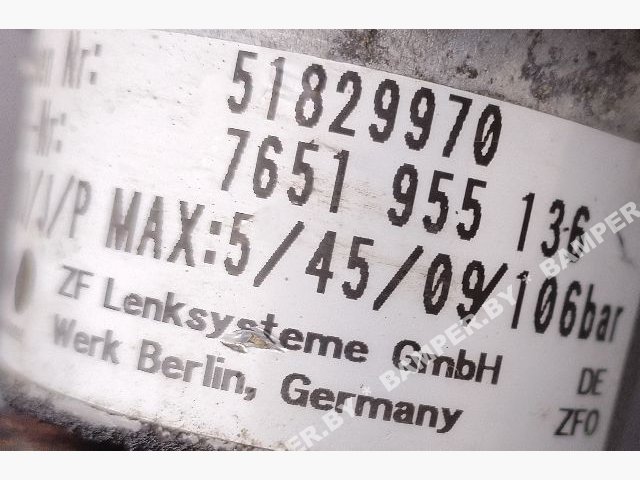 Nr: 51829970
-Nr: 7651 955 136
/J/P MAX:5/45/09/106bar
ZF Lenksysteme GmbH
Werk Berlin, Germany
DE
ZFO
BAMPER.BY * BAMPER.BY * BAMPER